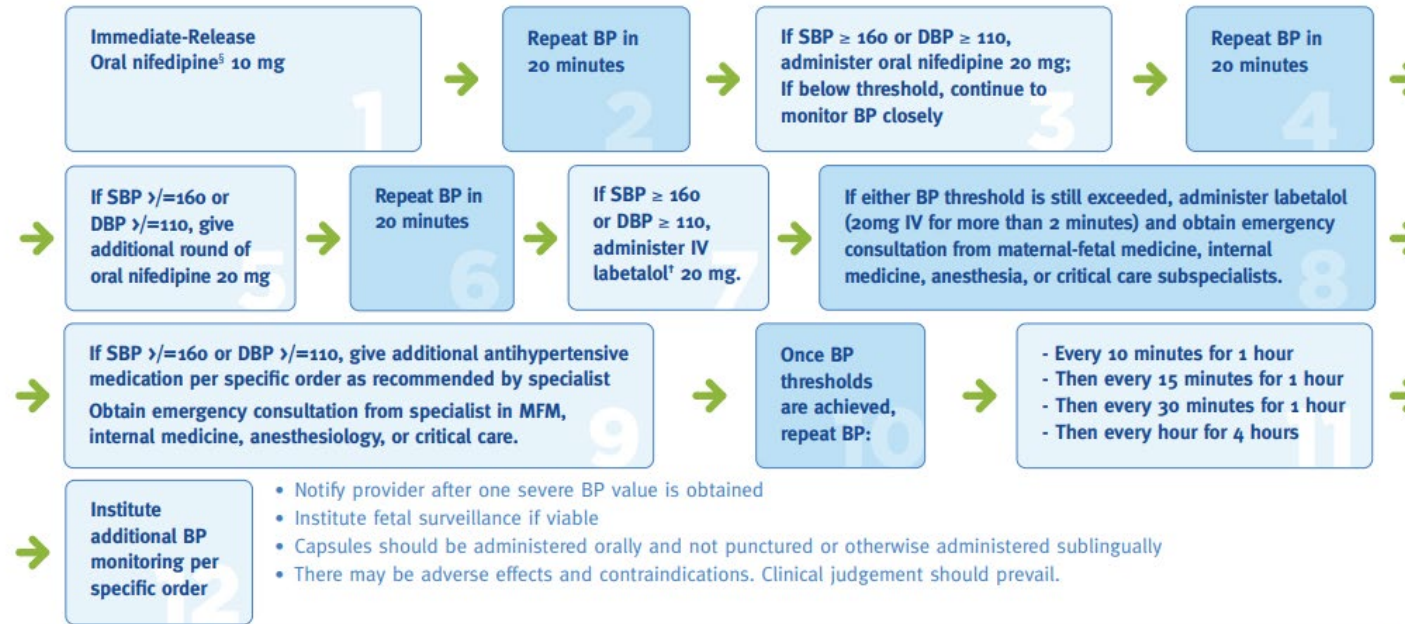 Immediate-Release
Oral nifedipine§ 10 mg
1
Repeat BP in
20 minutes
2
If SBP ≥ 160 or DBP ≥ 110,
administer oral nifedipine 20 mg;
If below threshold, continue to
monitor BP closely
3
Repeat BP in
20 minutes
4
If SBP >/=160 or
DBP >/=110, give
additional round of
oral nifedipine 20 mg
5
Repeat BP in
20 minutes
6
If SBP ≥ 160
or DBP ≥ 110,
administer IV
labetalol† 20 mg.
7
If either BP threshold is still exceeded, administer labetalol
(20mg IV for more than 2 minutes) and obtain emergency
consultation from maternal-fetal medicine, internal
medicine, anesthesia, or critical care subspecialists.
8
If SBP >/=160 or DBP >/=110, give additional antihypertensive
medication per specific order as recommended by specialist
Obtain emergency consultation from specialist in MFM,
internal medicine, anesthesiology, or critical care.
9
Once BP
thresholds
are achieved,
repeat BP:
10
- Every 10 minutes for 1 hour
- Then every 15 minutes for 1 hour
- Then every 30 minutes for 1 hour
- Then every hour for 4 hours
11
Institute
additional BP
monitoring per
specific order
12
• Notify provider after one severe BP value is obtained
• Institute fetal surveillance if viable
• Capsules should be administered orally and not punctured or otherwise administered sublingually
• There may be adverse effects and contraindications. Clinical judgement should prevail.